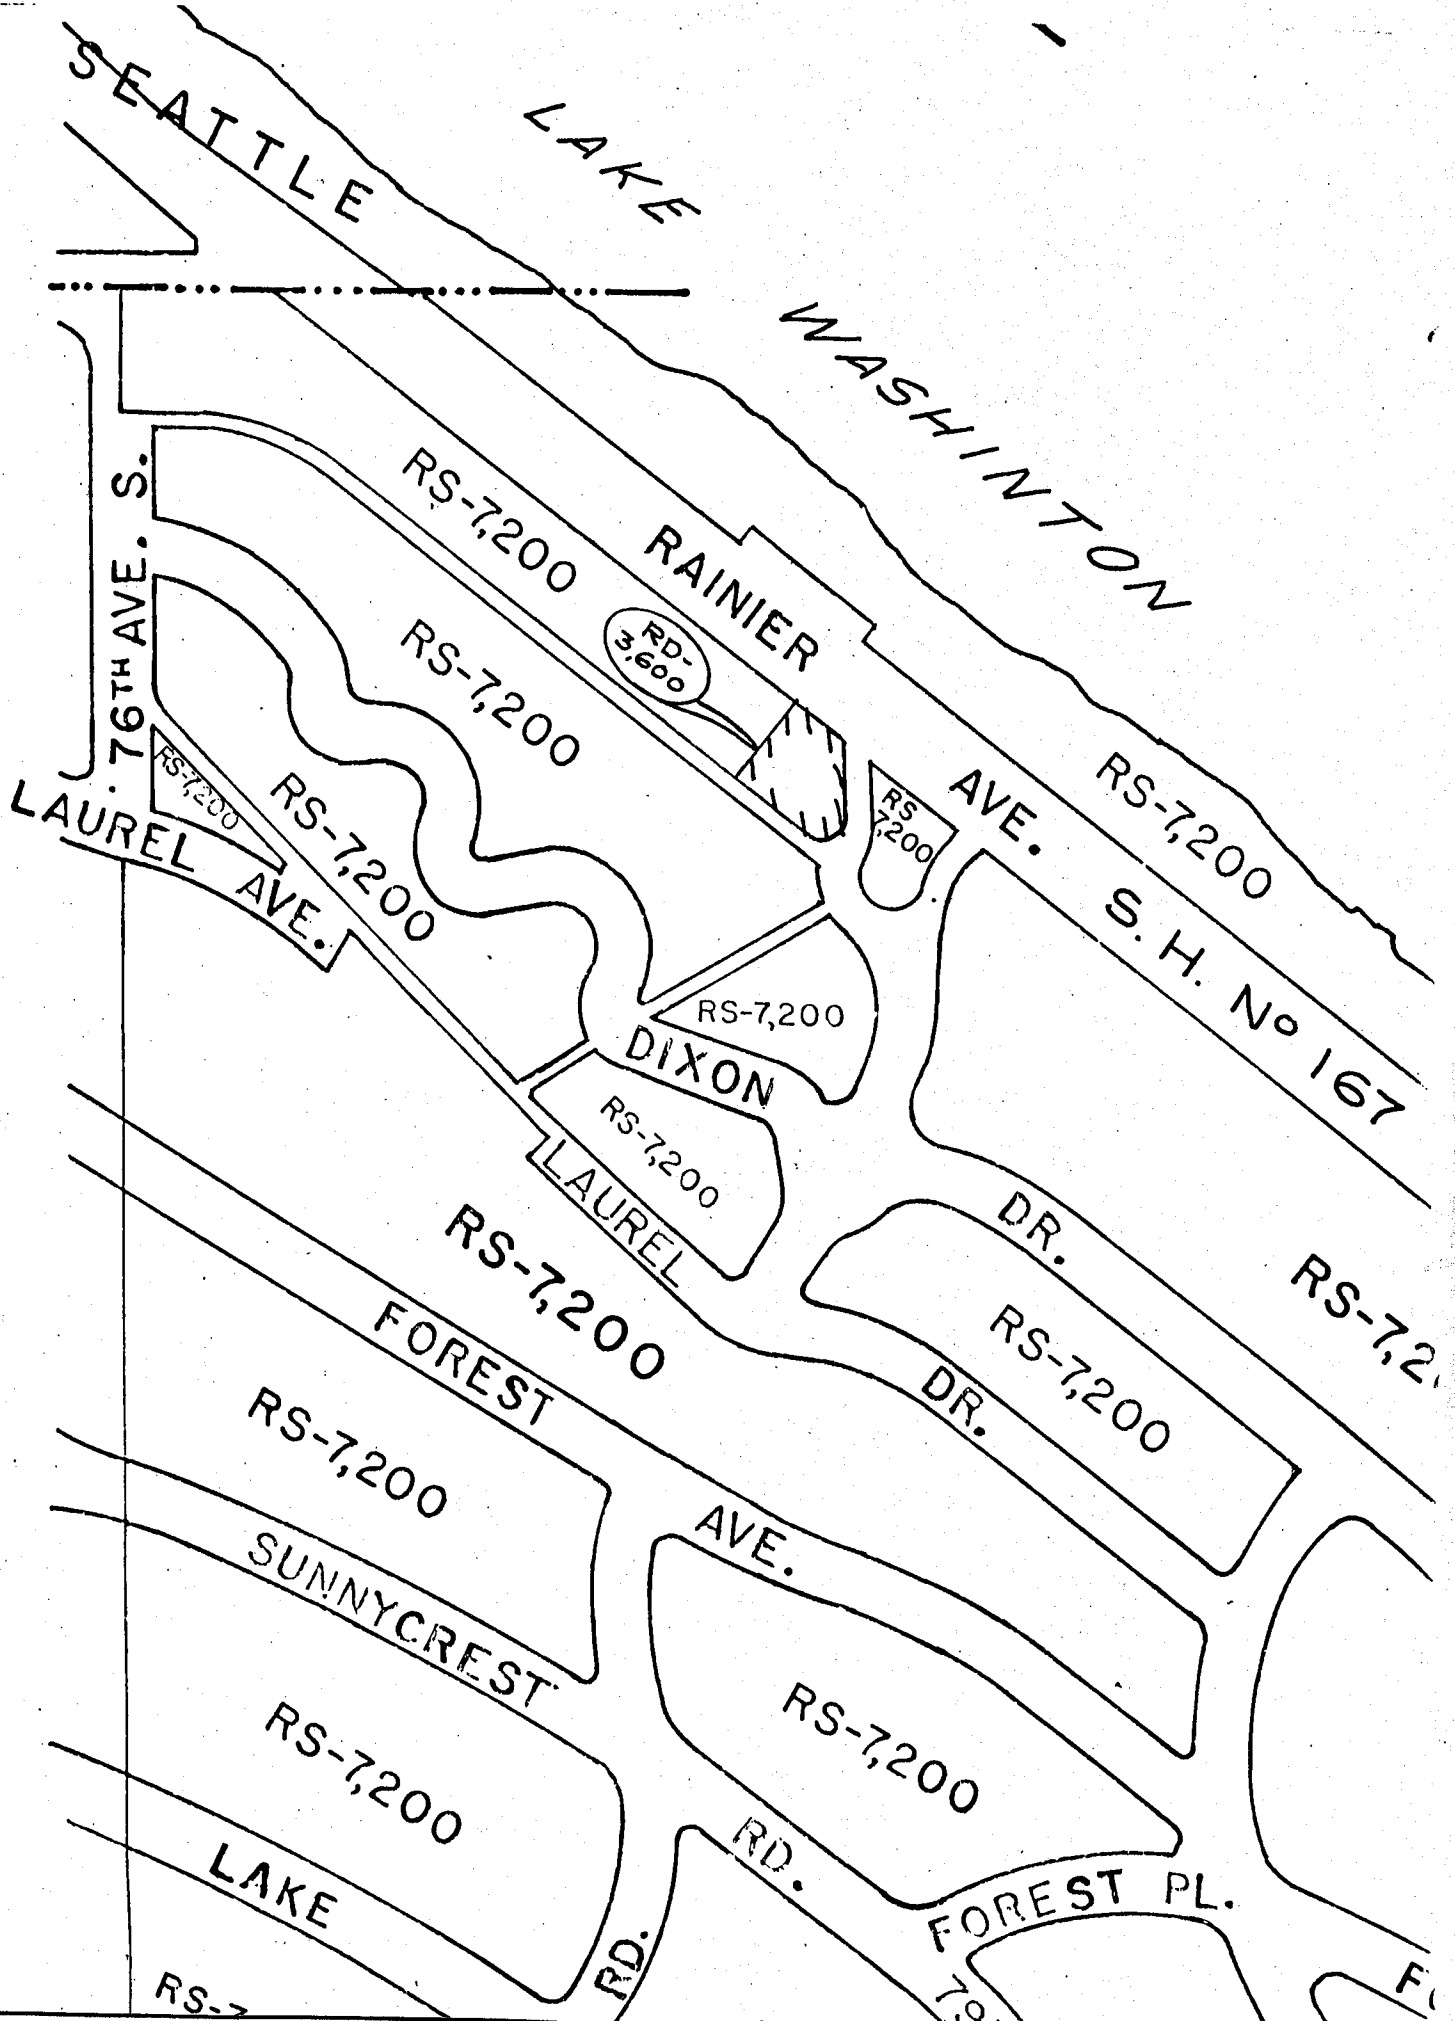 SEATTLE
LAKE
WASHINTON
76TH AVE. S.
RS-7,200
RAINIER
AVE.
S. H. No 167
RD-
3,600
RS-7,200
RS
7,200
RS-7,200
RS-7,200
RS-7,200
LAUREL AVE.
RS-7,200
DIXON
DR.
RS-7,200
LAUREL
DR.
RS-7,200
RS-7,200
RS-7,2
FOREST
AVE.
RS-7,200
SUNNYCREST
RD.
RS-7,200
RS-7,200
LAKE
RD.
FOREST PL.
RS-7